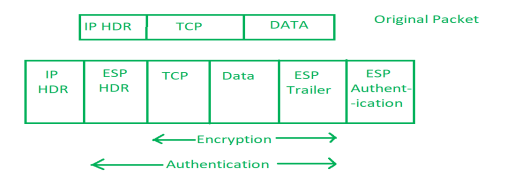 IP HDR TCP DATA Original Packet
IP HDR ESP HDR TCP Data ESP Trailer ESP Authent- -ication
Encryption
Authentication